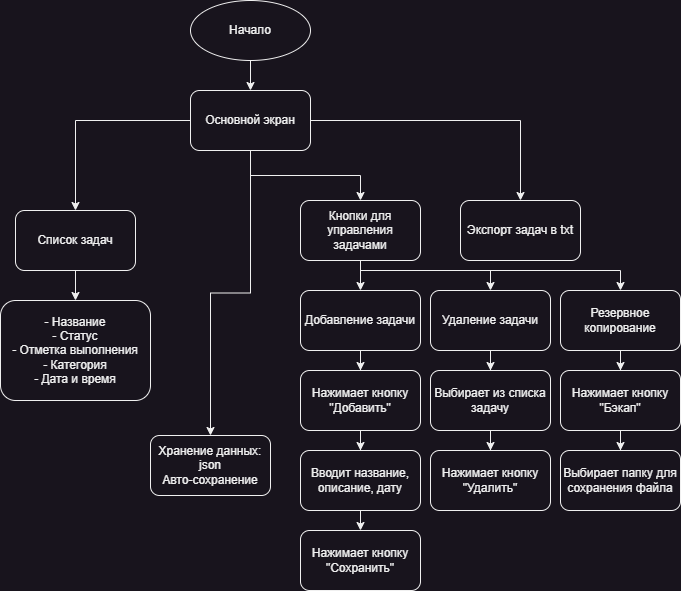 Начало
Основной экран
Список задач
Кнопки для
управления
задачами
Экспорт задач в txt
- Название
- Статус
- Отметка выполнения
- Категория
- Дата и время
Добавление задачи
Удаление задачи
Резервное
копирование
Нажимает кнопку
"Добавить"
Выбирает из списка
задачу
Нажимает кнопку
"Бэкап"
Хранение данных:
json
Авто-сохранение
Вводит название,
описание, дату
Нажимает кнопку
"Удалить"
Выбирает папку для
сохранения файла
Нажимает кнопку
"Сохранить"